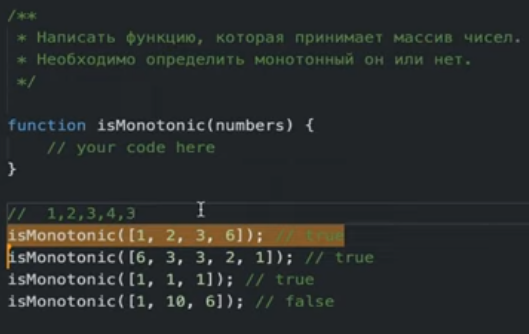 /**
 * Написать функцию, которая принимает массив чисел.
 * Необходимо определить монотонный он или нет.
 */
function isMonotonic(numbers) {
    // your code here
}
//  1,2,3,4,3
isMonotonic([1, 2, 3, 6]); // true
isMonotonic([6, 3, 3, 2, 1]); // true
isMonotonic([1, 1, 1]); // true
isMonotonic([1, 10, 6]); // false